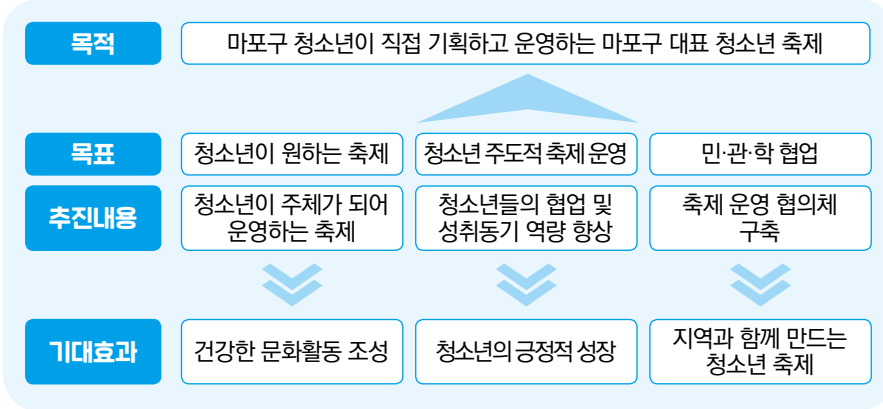 목적
마포구 청소년이 직접 기획하고 운영하는 마포구 대표 청소년 축제
목표
청소년이 원하는 축제
청소년 주도적 축제 운영
민·관·학 협업
추진내용
청소년이 주체가 되어
운영하는 축제
청소년들의 협업 및
성취동기 역량 향상
축제 운영 협의체
구축
기대효과
건강한 문화활동 조성
청소년의 긍정적 성장
지역과 함께 만드는
청소년 축제